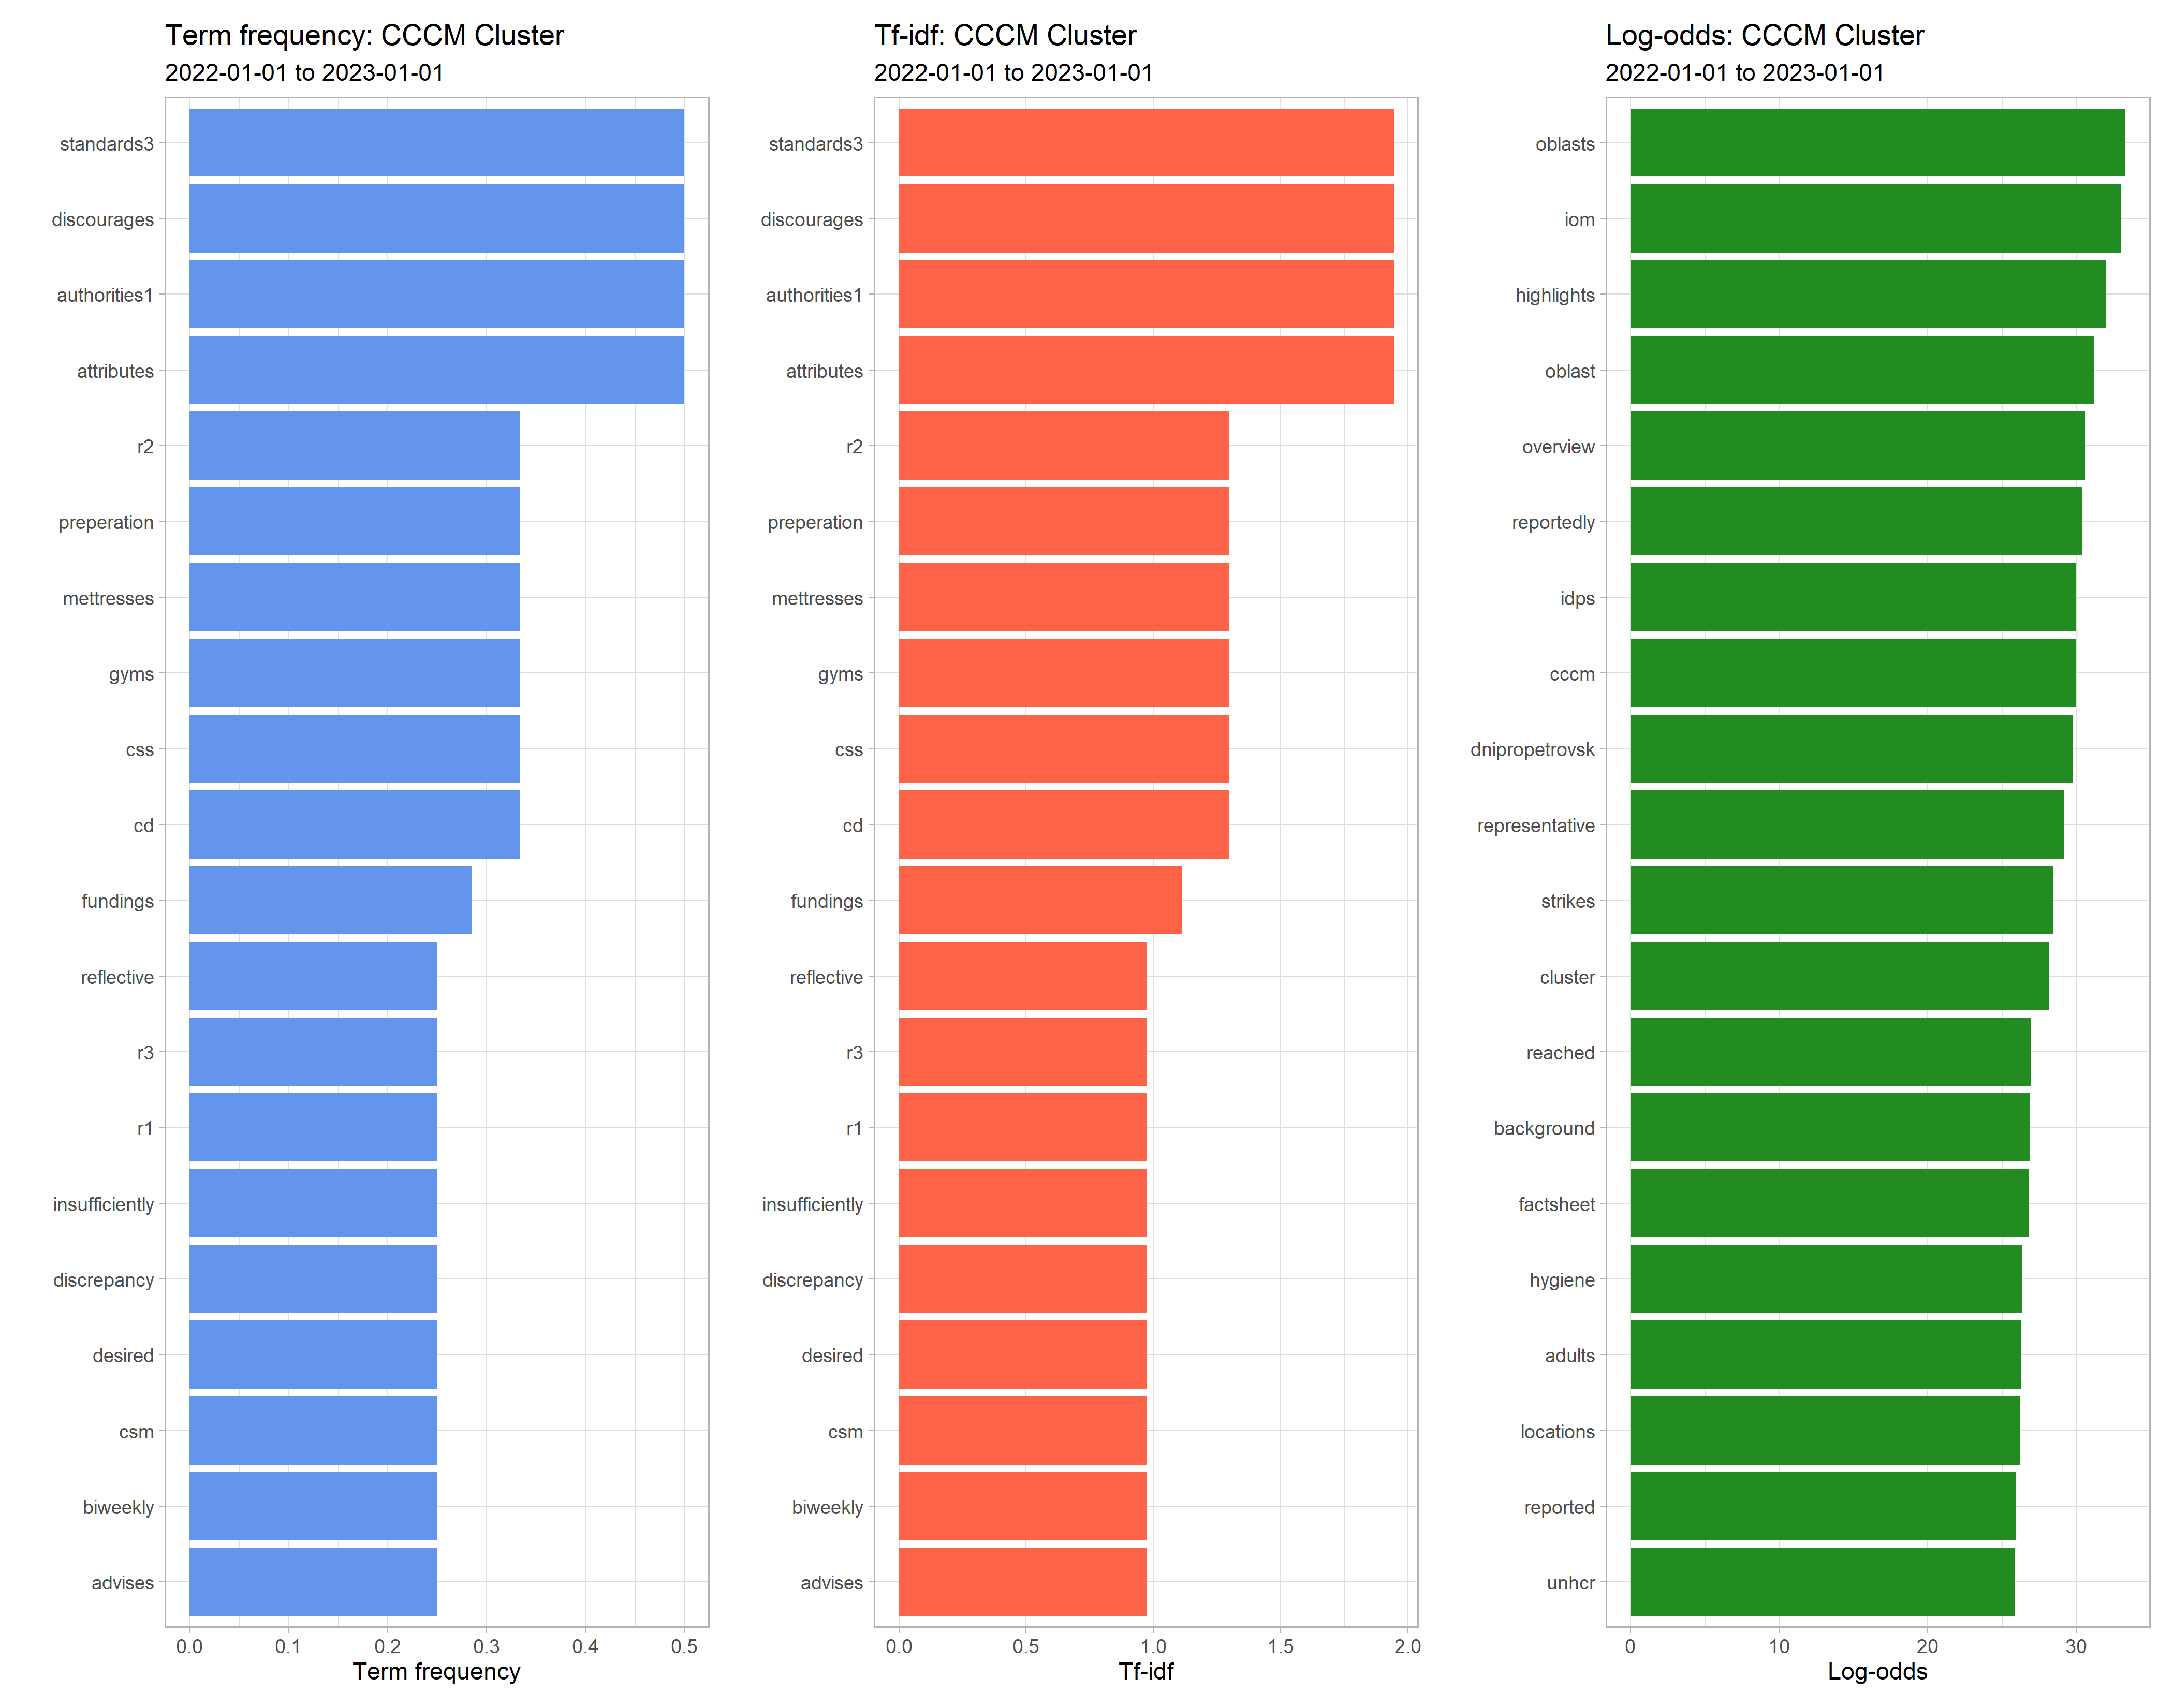 Term frequency: CCCM Cluster
2022-01-01 to 2023-01-01
standards3
discourages
authorities1
attributes
r2
preperation
mettresses
gyms
css
cd
fundings
reflective
r3
r1
insufficiently
discrepancy
desired
csm
biweekly
advises
0.0 0.1 0.2 0.3 0.4 0.5
Term frequency
Tf-idf: CCCM Cluster
2022-01-01 to 2023-01-01
standards3
discourages
authorities1
attributes
r2
preperation
mettresses
gyms
css
cd
fundings
reflective
r3
r1
insufficiently
discrepancy
desired
csm
biweekly
advises
0.0 0.5 1.0 1.5 2.0
Tf-idf
Log-odds: CCCM Cluster
2022-01-01 to 2023-01-01
oblasts
iom
highlights
oblast
overview
reportedly
idps
cccm
dnipropetrovsk
representative
strikes
cluster
reached
background
factsheet
hygiene
adults
locations
reported
unhcr
0 10 20 30
Log-odds